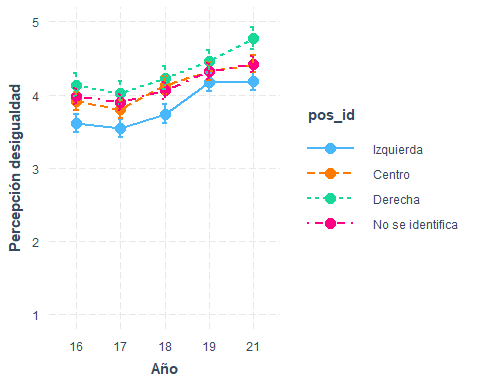 5
4
3
2
1
Percepción desigualdad
16 17 18 19 21
Año
pos_id
Izquierda
Centro
Derecha
No se identifica